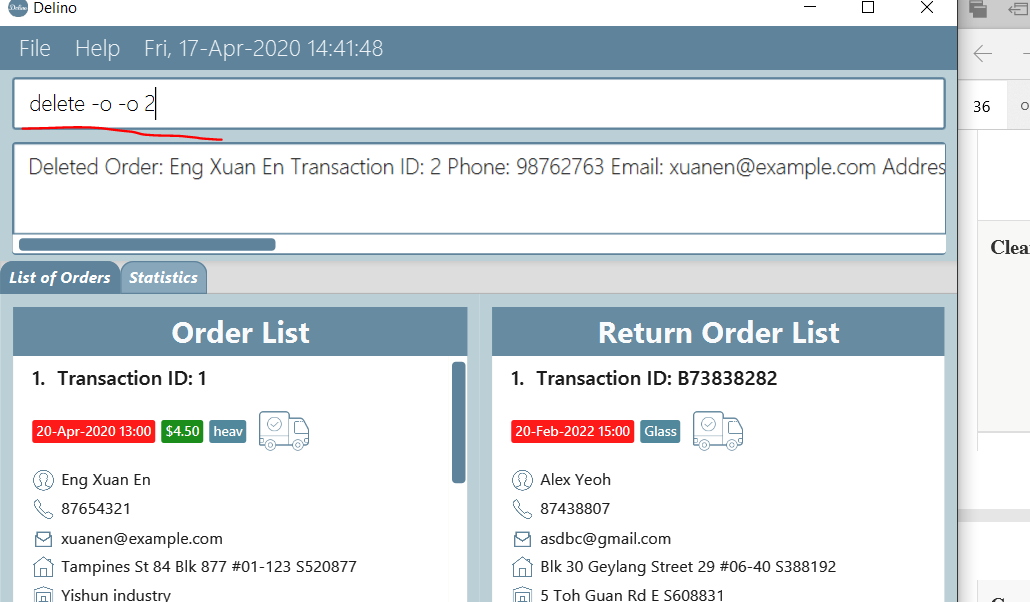 Delino
File Help Fri, 17-Apr-2020 14:41:48
delete -o -o 2
Deleted Order: Eng Xuan En Transaction ID: 2 Phone: 98762763 Email: xuanen@example.com Addres
List of Orders Statistics
Order List
1. Transaction ID: 1
20-Apr-2020 13:00 $4.50 heav
Eng Xuan En
87654321
xuanen@example.com
Tampines St 84 Blk 877 #01-123 S520877
Yishun industry
Return Order List
1. Transaction ID: B73838282
20-Feb-2022 15:00 Glass
Alex Yeoh
87438807
asdbc@gmail.com
Blk 30 Geylang Street 29 #06-40 S388192
5 Toh Guan Rd E S608831
36
Clea